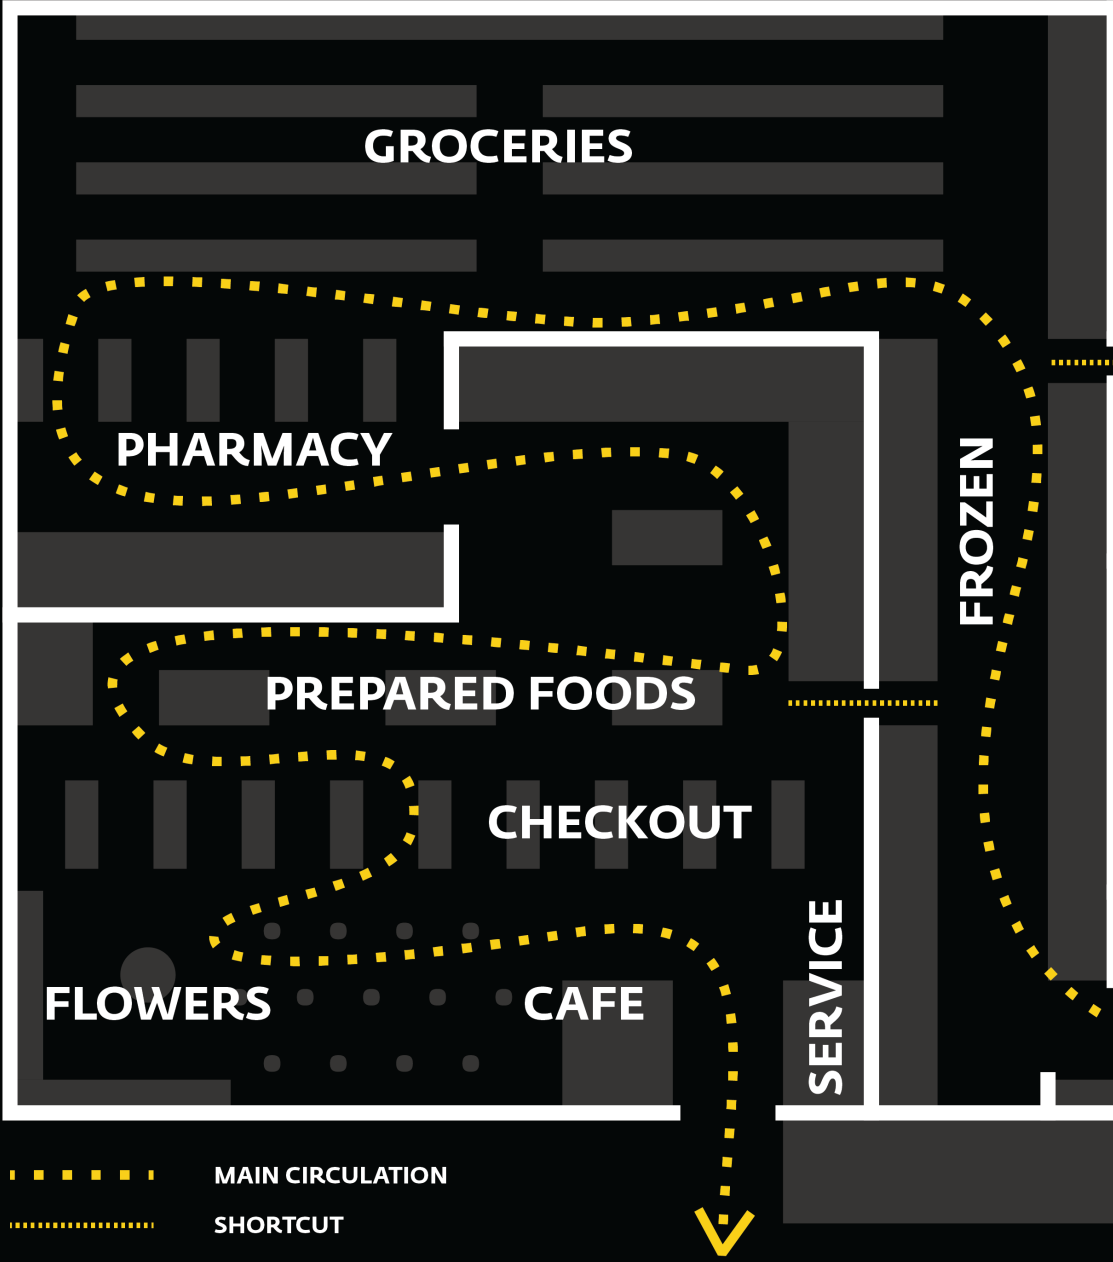 GROCERIES
PHARMACY
FROZEN
PREPARED FOODS
CHECKOUT
SERVICE
FLOWERS
CAFE
MAIN CIRCULATION
SHORTCUT